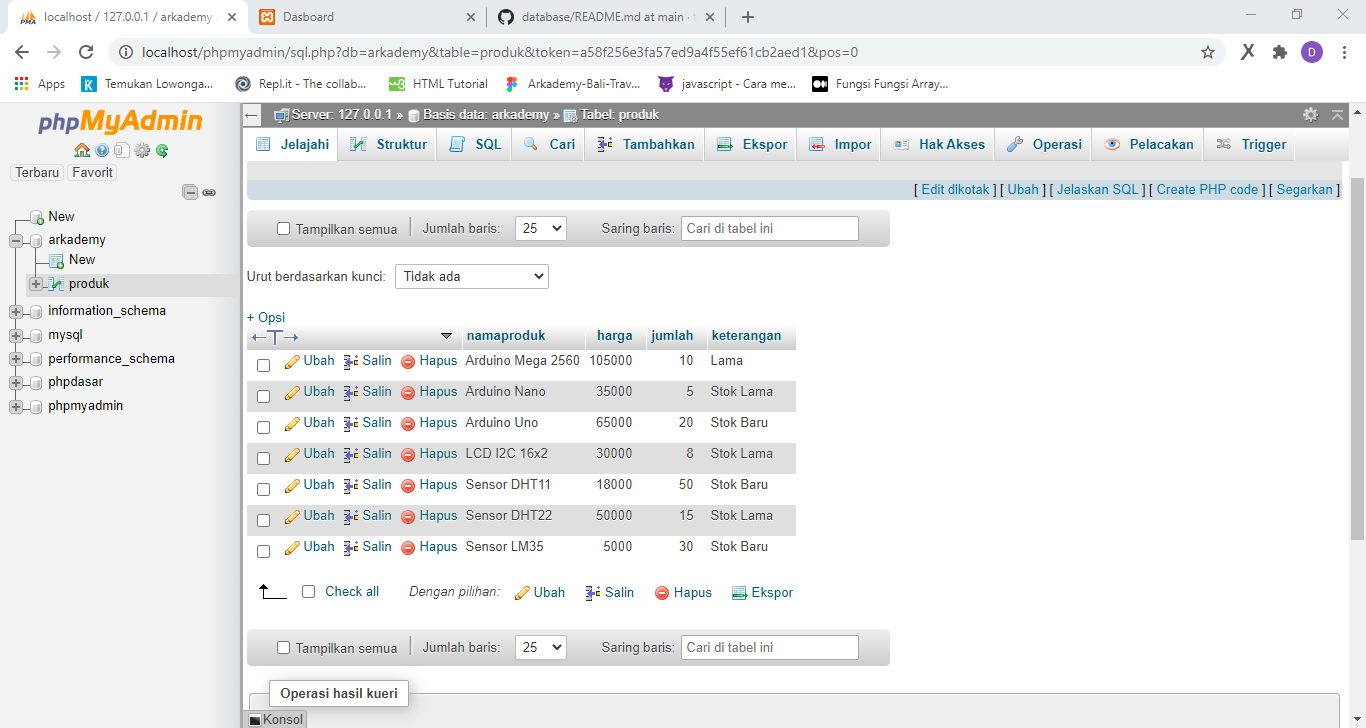 localhost / 127.0.0.1 / arkademy
Dasboard
database/README.md at main ·
localhost/phpmyadmin/sql.php?db=arkademy&table=produk&token=a58f256e3fa57ed9a4f55ef61cb2aed1&pos=0
D
Apps Temukan Lowonga... Repl.it - The collab... HTML Tutorial Arkademy-Bali-Trav... javascript - Cara me... Fungsi Fungsi Array...
phpMyAdmin
Terbaru Favorit
New
arkademy
New
produk
information_schema
mysql
performance_schema
phpdasar
phpmyadmin
Server: 127.0.0.1 » Basis data: arkademy » Tabel: produk
Jelajahi Struktur SQL Cari Tambahkan Ekspor Impor Hak Akses Operasi Pelacakan Trigger
[ Edit dikotak ] [ Ubah ] [ Jelaskan SQL ] [ Create PHP code ] [ Segarkan ]
Tampilkan semua Jumlah baris: 25 Saring baris: Cari di tabel ini
Urut berdasarkan kunci: Tidak ada
+ Opsi
←T→ namaproduk harga jumlah keterangan
Ubah Salin Hapus Arduino Mega 2560 105000 10 Lama
Ubah Salin Hapus Arduino Nano 35000 5 Stok Lama
Ubah Salin Hapus Arduino Uno 65000 20 Stok Baru
Ubah Salin Hapus LCD I2C 16x2 30000 8 Stok Lama
Ubah Salin Hapus Sensor DHT11 18000 50 Stok Baru
Ubah Salin Hapus Sensor DHT22 50000 15 Stok Lama
Ubah Salin Hapus Sensor LM35 5000 30 Stok Baru
Check all Dengan pilihan: Ubah Salin Hapus Ekspor
Tampilkan semua Jumlah baris: 25 Saring baris: Cari di tabel ini
Operasi hasil kueri
Konsol